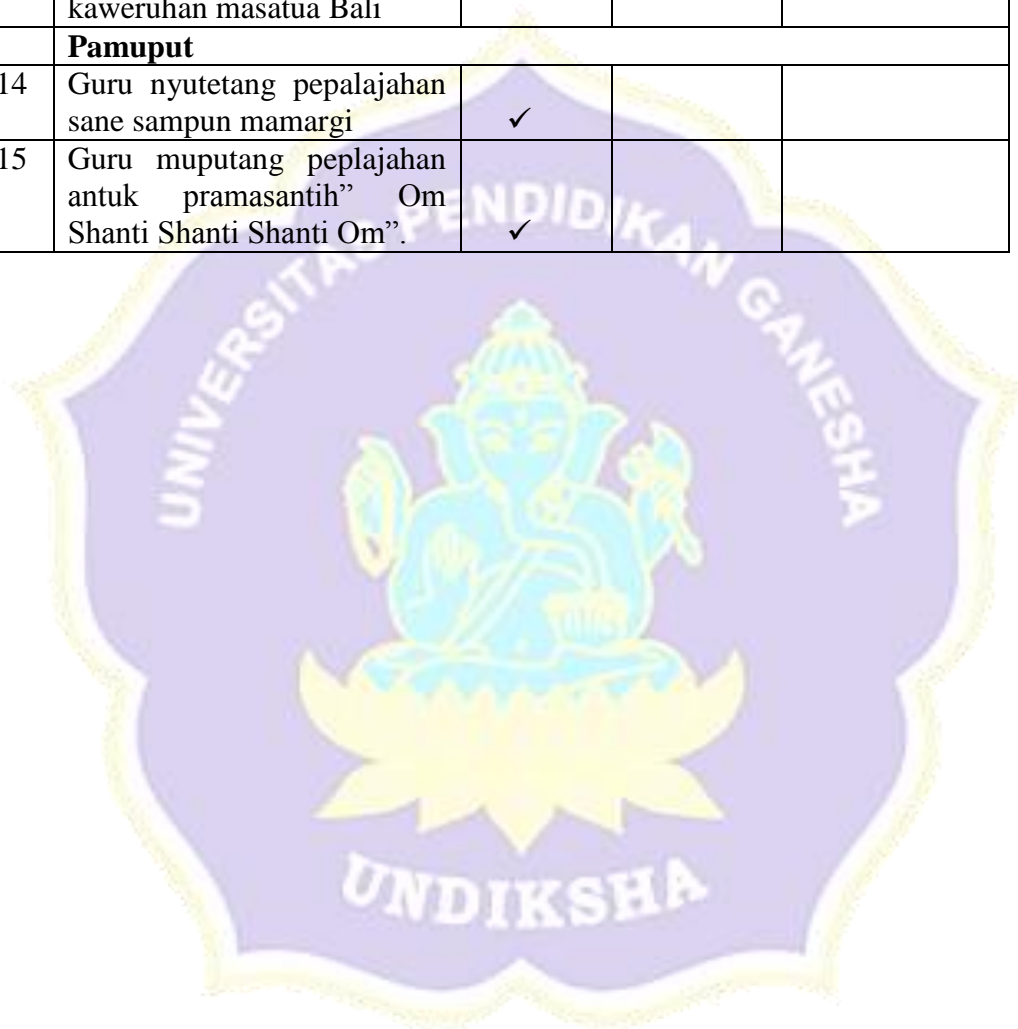 kaweruhan masatua Bali
Pamuput
14 Guru nyutetang pepalajahan
sane sampun mamargi ✓
15 Guru muputang peplajahan
antuk pramasantih” Om
Shanti Shanti Shanti Om”. ✓
UNIVERSITAS PENDIDIKAN GANESHA
UNDIKSHA